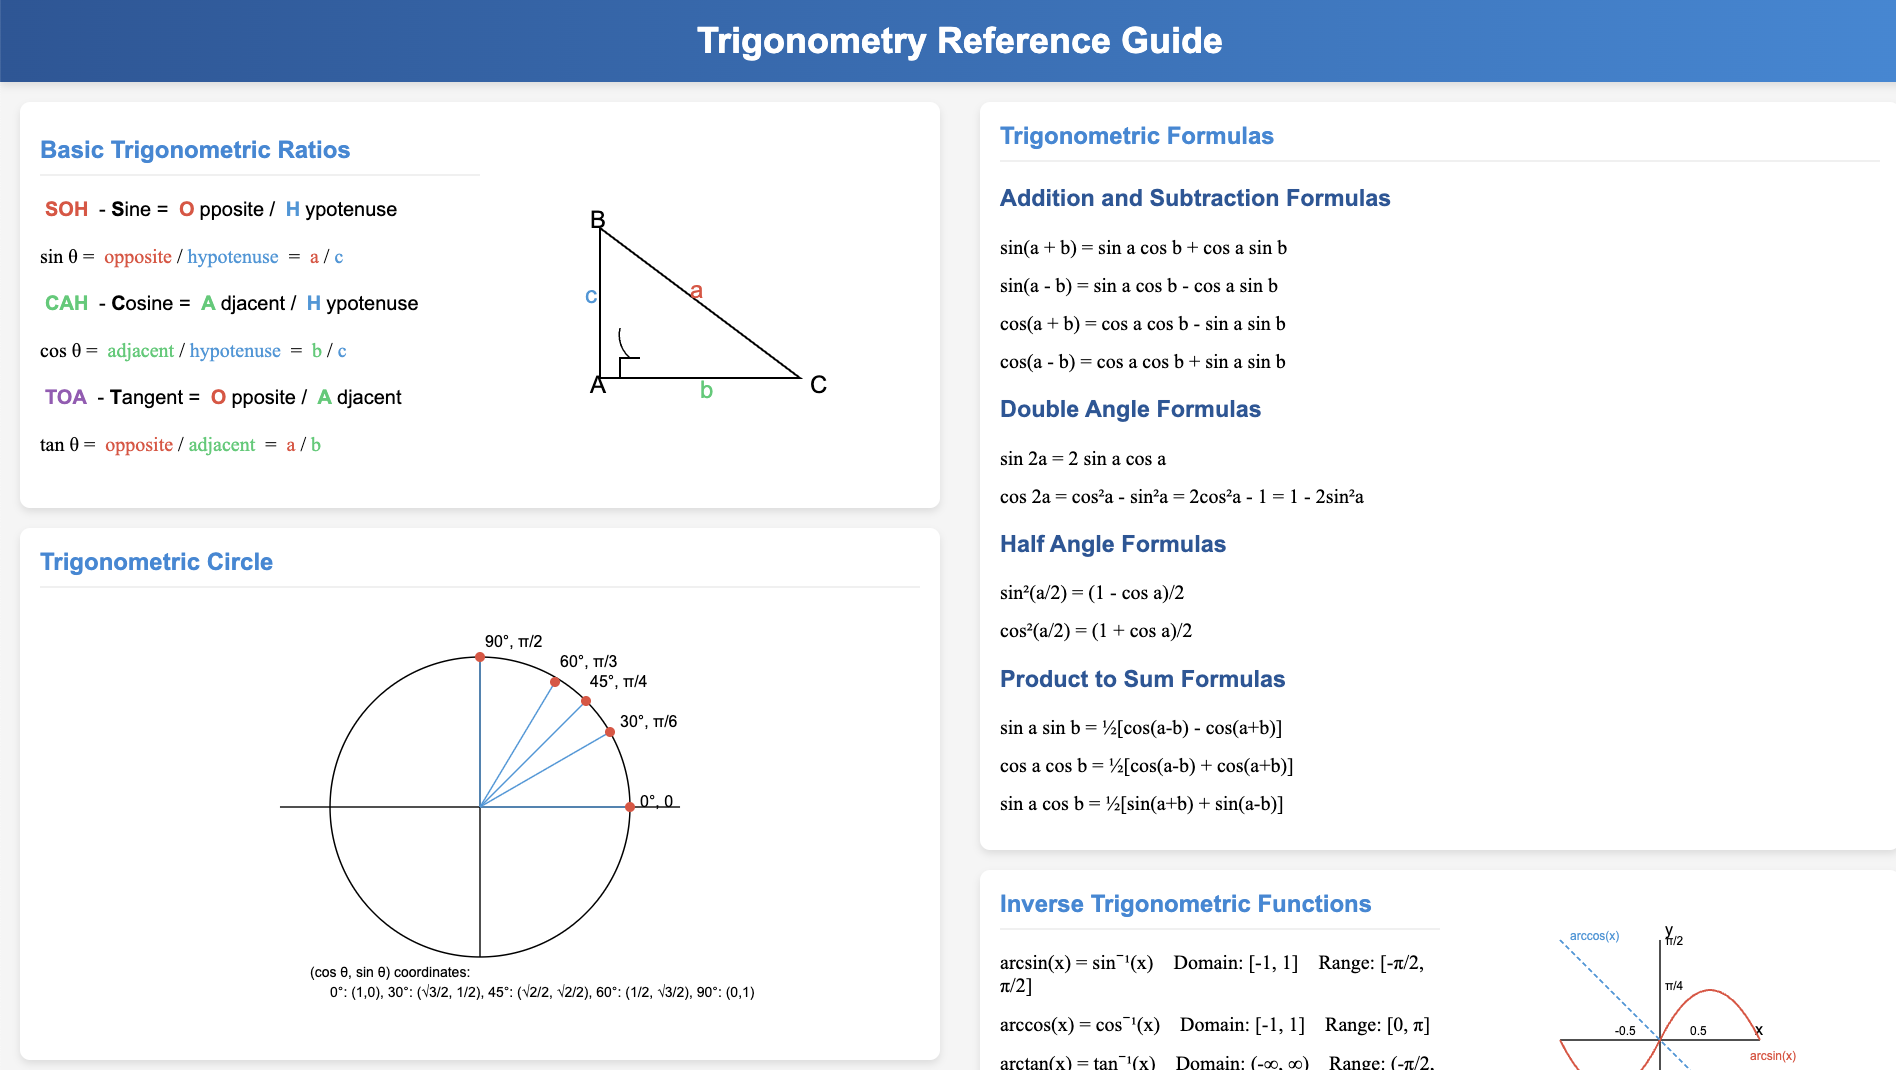 Trigonometry Reference Guide
Basic Trigonometric Ratios
SOH - Sine = O pposite / H ypotenuse
sin θ = opposite / hypotenuse = a / c
CAH - Cosine = A djacent / H ypotenuse
cos θ = adjacent / hypotenuse = b / c
TOA - Tangent = O pposite / A djacent
tan θ = opposite / adjacent = a / b
B
c
a
A
b
C
Trigonometric Circle
90°, π/2
60°, π/3
45°, π/4
30°, π/6
0°, 0
(cos θ, sin θ) coordinates:
0°: (1,0), 30°: (√3/2, 1/2), 45°: (√2/2, √2/2), 60°: (1/2, √3/2), 90°: (0,1)
Trigonometric Formulas
Addition and Subtraction Formulas
sin(a + b) = sin a cos b + cos a sin b
sin(a - b) = sin a cos b - cos a sin b
cos(a + b) = cos a cos b - sin a sin b
cos(a - b) = cos a cos b + sin a sin b
Double Angle Formulas
sin 2a = 2 sin a cos a
cos 2a = cos²a - sin²a = 2cos²a - 1 = 1 - 2sin²a
Half Angle Formulas
sin²(a/2) = (1 - cos a)/2
cos²(a/2) = (1 + cos a)/2
Product to Sum Formulas
sin a sin b = ½[cos(a-b) - cos(a+b)]
cos a cos b = ½[cos(a-b) + cos(a+b)]
sin a cos b = ½[sin(a+b) + sin(a-b)]
Inverse Trigonometric Functions
arcsin(x) = sin⁻¹(x) Domain: [-1, 1] Range: [-π/2,
π/2]
arccos(x) = cos⁻¹(x) Domain: [-1, 1] Range: [0, π]
arctan(x) = tan⁻¹(x) Domain: (-∞, ∞) Range: (-π/2,
arccos(x)
y
π/2
π/4
-0.5
0.5
x
arcsin(x)